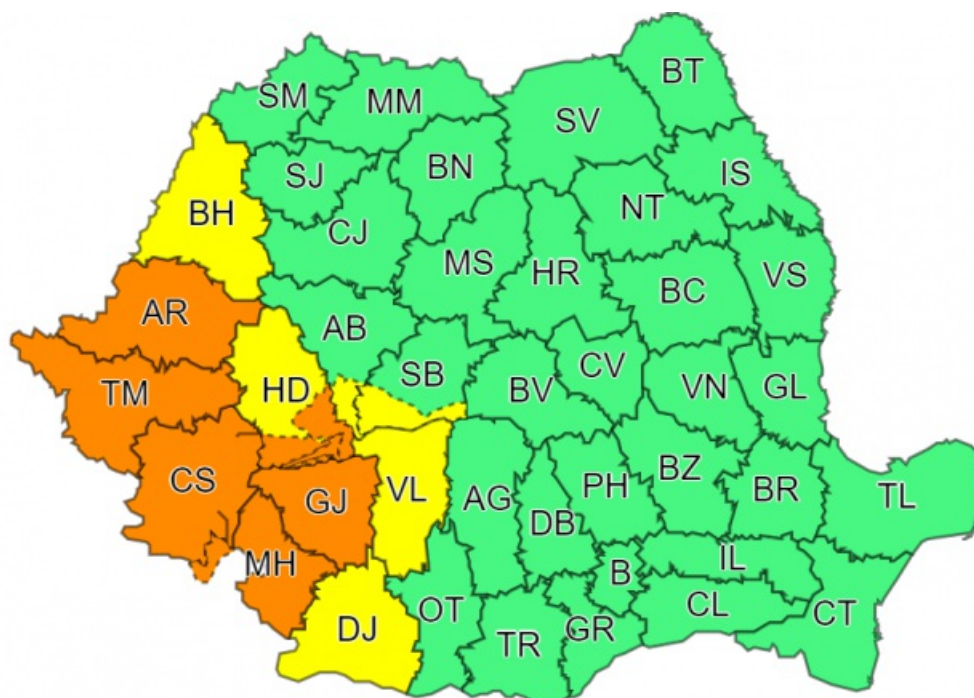 BT
SM
MM
SV
BN
IS
SJ
NT
BH
CJ
MS
HR
VS
BC
AR
AB
SB
CV
BV
VN
GL
TM
HD
CS
VL
GJ
AG
PH
BZ
BR
TL
DB
MH
B
IL
OT
CL
CT
DJ
TR
GR